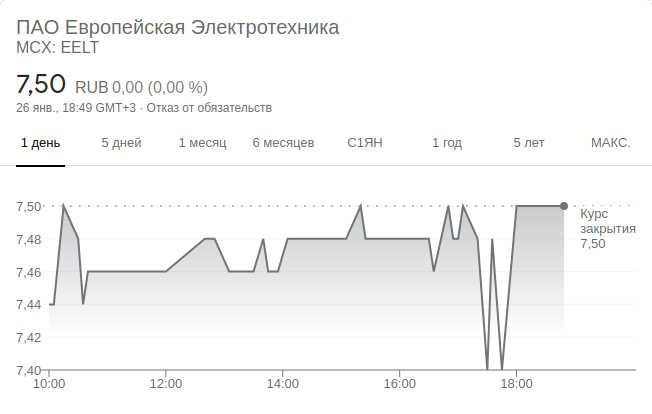 ПАО Европейская Электротехника
MCX: EELT
7,50 RUB 0,00 (0,00 %)
26 янв., 18:49 GMT+3 · Отказ от обязательств
1 день 5 дней 1 месяц 6 месяцев С1ЯН 1 год 5 лет МАКС.
7,50
7,48
7,46
7,44
7,42
7,40
Курс
закрытия
7,50
10:00 12:00 14:00 16:00 18:00